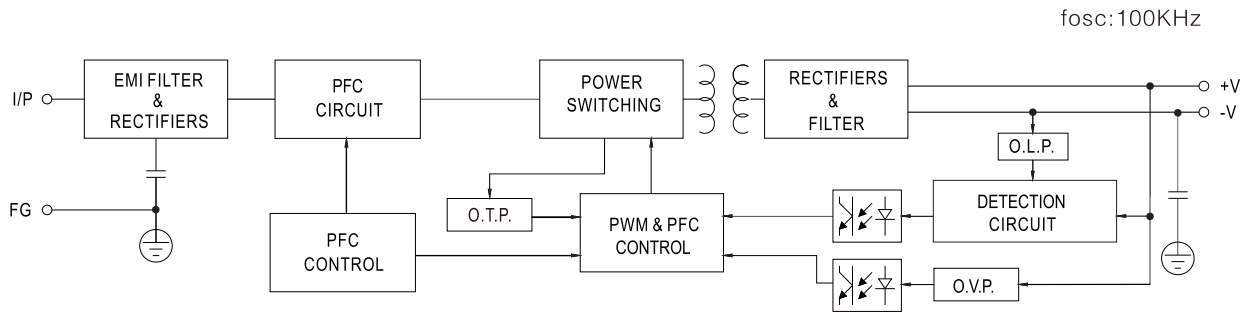 fosc:100KHz
I/P
EMI FILTER
&
RECTIFIERS
PFC
CIRCUIT
POWER
SWITCHING
RECTIFIERS
&
FILTER
+V
-V
O.L.P.
FG
O.T.P.
PFC
CONTROL
PWM & PFC
CONTROL
DETECTION
CIRCUIT
O.V.P.